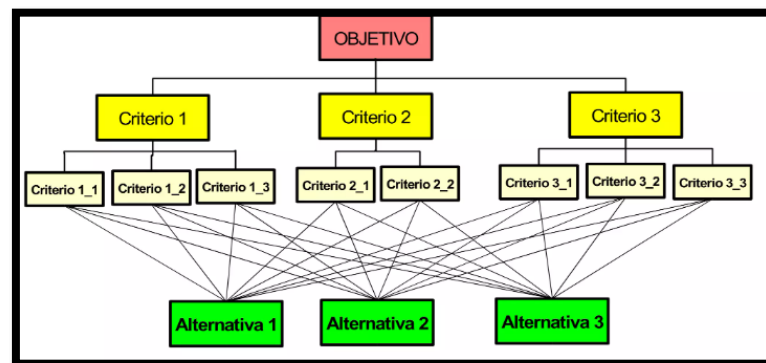 OBJETIVO
Criterio 1
Criterio 2
Criterio 3
Criterio 1_1
Criterio 1_2
Criterio 1_3
Criterio 2_1
Criterio 2_2
Criterio 3_1
Criterio 3_2
Criterio 3_3
Alternativa 1
Alternativa 2
Alternativa 3